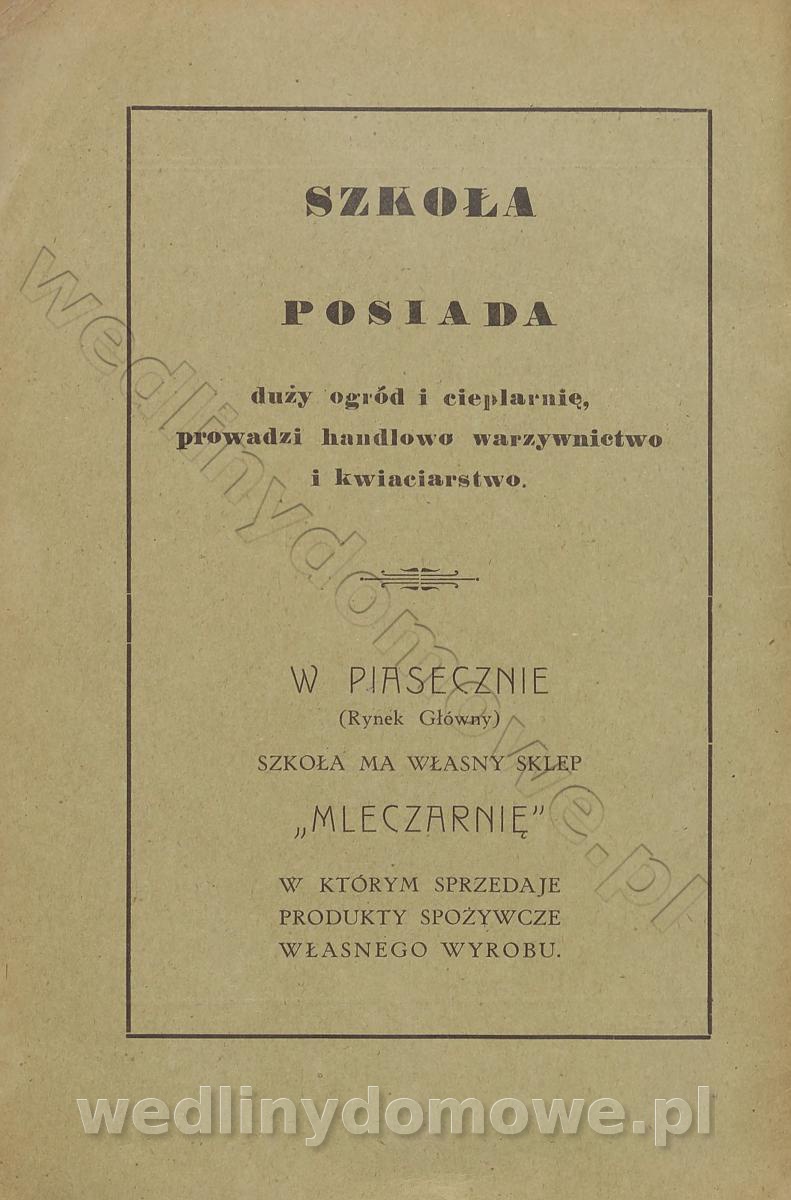 SZKOŁA
POSIADA
duży ogród i cieplarnię,
prowadzi handlowo warzywnictwo
i kwiaciarstwo.
W PIASECZNIE
(Rynek Główny)
SZKOŁA MA WŁASNY SKLEP
„MLECZARNIĘ”
W KTÓRYM SPRZEDAJE
PRODUKTY SPOŻYWCZE
WŁASNEGO WYROBU.
wedlinydomowe.pl
wedlinydomowe.pl